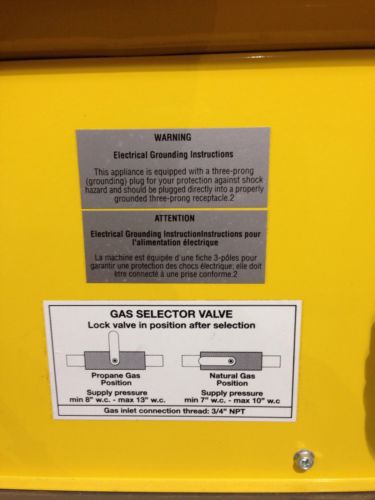 WARNING
Electrical Grounding Instructions
This appliance is equipped with a three-prong
(grounding) plug for your protection against shock
hazard and should be plugged directly into a properly
grounded three-prong receptacle.2
ATTENTION
Electrical Grounding InstructionInstructions pour
l'alimentation électrique
La machine est équipée d'une fiche 3-pôles pour
garantir une protection des chocs électrique; elle doit
être connecté à une prise conforme.2
GAS SELECTOR VALVE
Lock valve in position after selection
Propane Gas
Position
Supply pressure
min 8" w.c. - max 13" w.c.
Natural Gas
Position
Supply pressure
min 7" w.c. - max 10" w.c
Gas inlet connection thread: 3/4" NPT